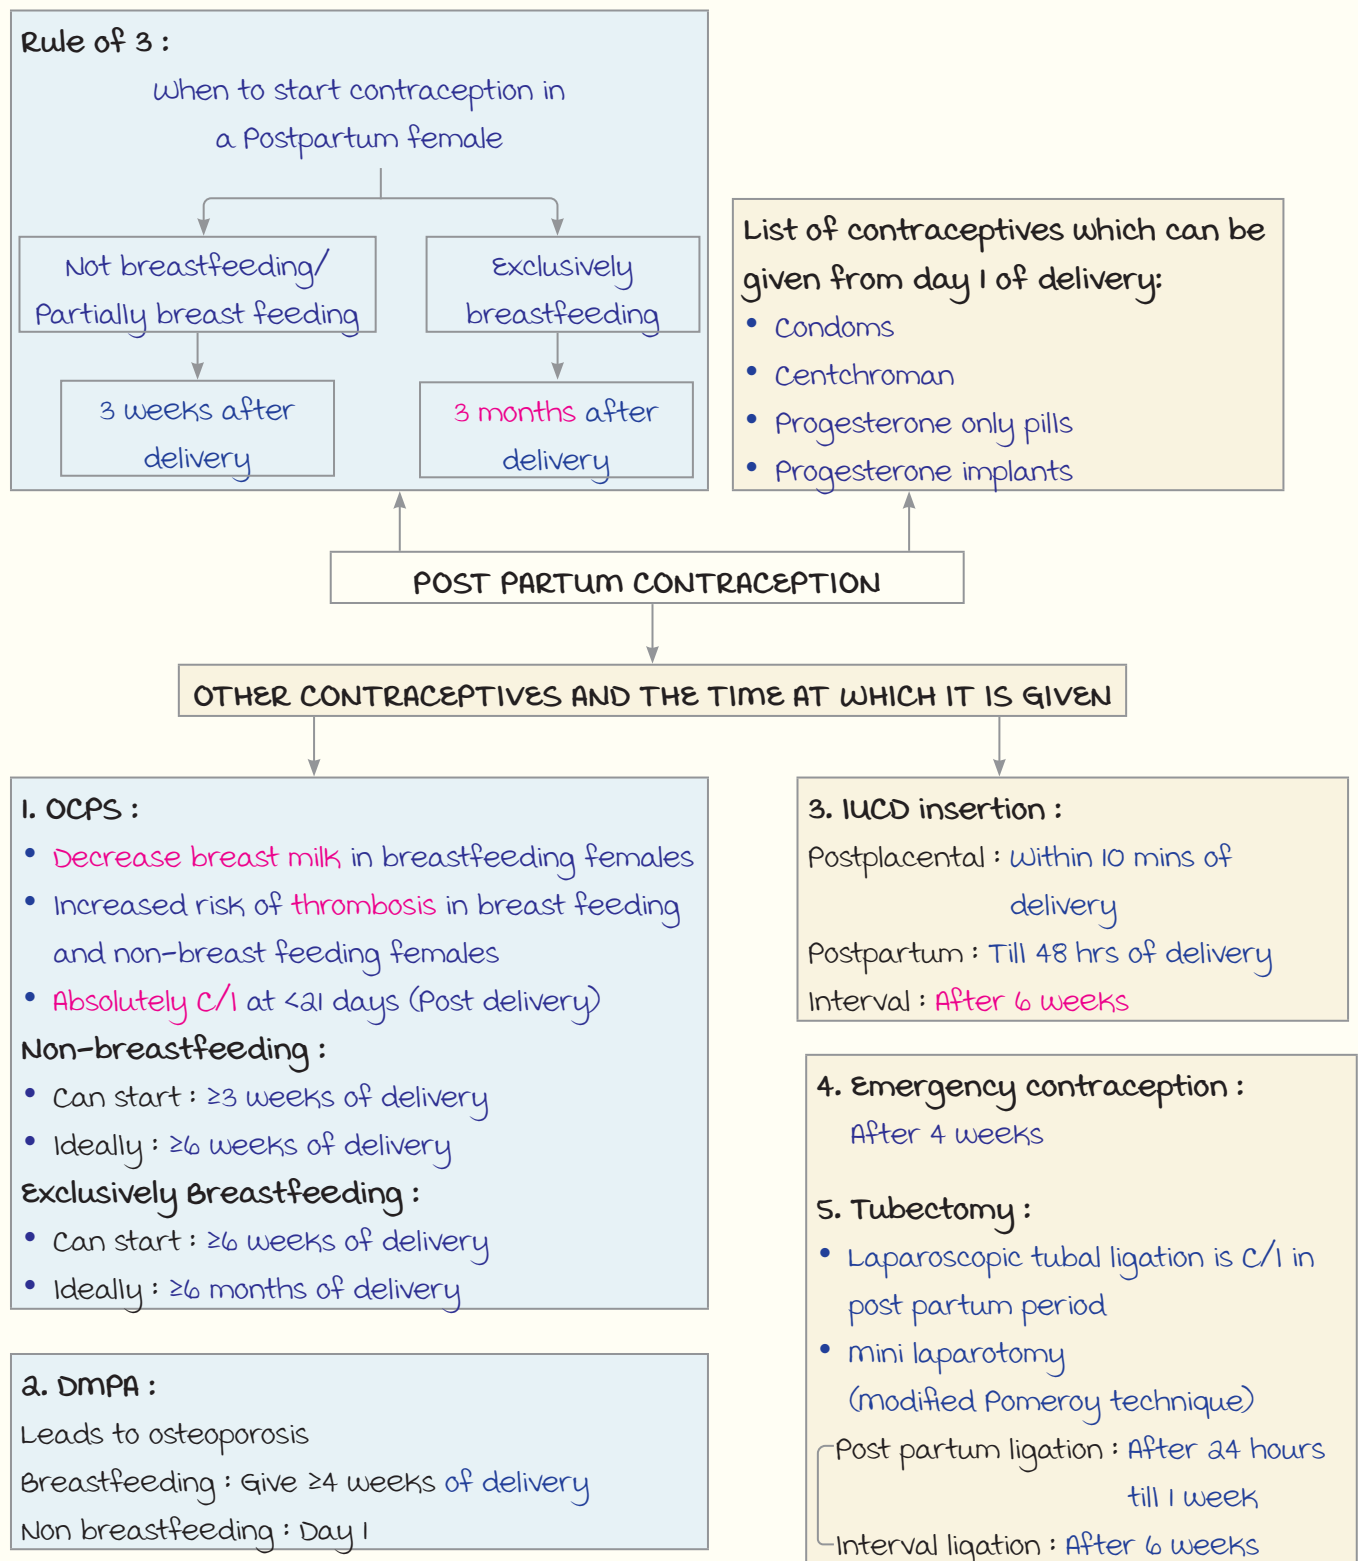 Rule of 3 :
When to start contraception in
a Postpartum female
Not breastfeeding/
Partially breast feeding
Exclusively
breastfeeding
3 weeks after
delivery
3 months after
delivery
List of contraceptives which can be
given from day 1 of delivery:
• Condoms
• Centchroman
• Progesterone only pills
• Progesterone implants
POST PARTUM CONTRACEPTION
OTHER CONTRACEPTIVES AND THE TIME AT WHICH IT IS GIVEN
1. OCPS :
• Decrease breast milk in breastfeeding females
• Increased risk of thrombosis in breast feeding
and non-breast feeding females
• Absolutely C/I at <21 days (Post delivery)
Non-breastfeeding :
• Can start : ≥3 weeks of delivery
• Ideally : ≥6 weeks of delivery
Exclusively Breastfeeding :
• Can start : ≥6 weeks of delivery
• Ideally : ≥6 months of delivery
2. DMPA :
Leads to osteoporosis
Breastfeeding : Give ≥4 weeks of delivery
Non breastfeeding : Day 1
3. IUCD insertion :
Postplacental : Within 10 mins of
delivery
Postpartum : Till 48 hrs of delivery
Interval : After 6 weeks
4. Emergency contraception :
After 4 weeks
5. Tubectomy :
• Laparoscopic tubal ligation is C/I in
post partum period
• Mini laparotomy
(Modified Pomeroy technique)
Post partum ligation : After 24 hours
till 1 week
Interval ligation : After 6 weeks